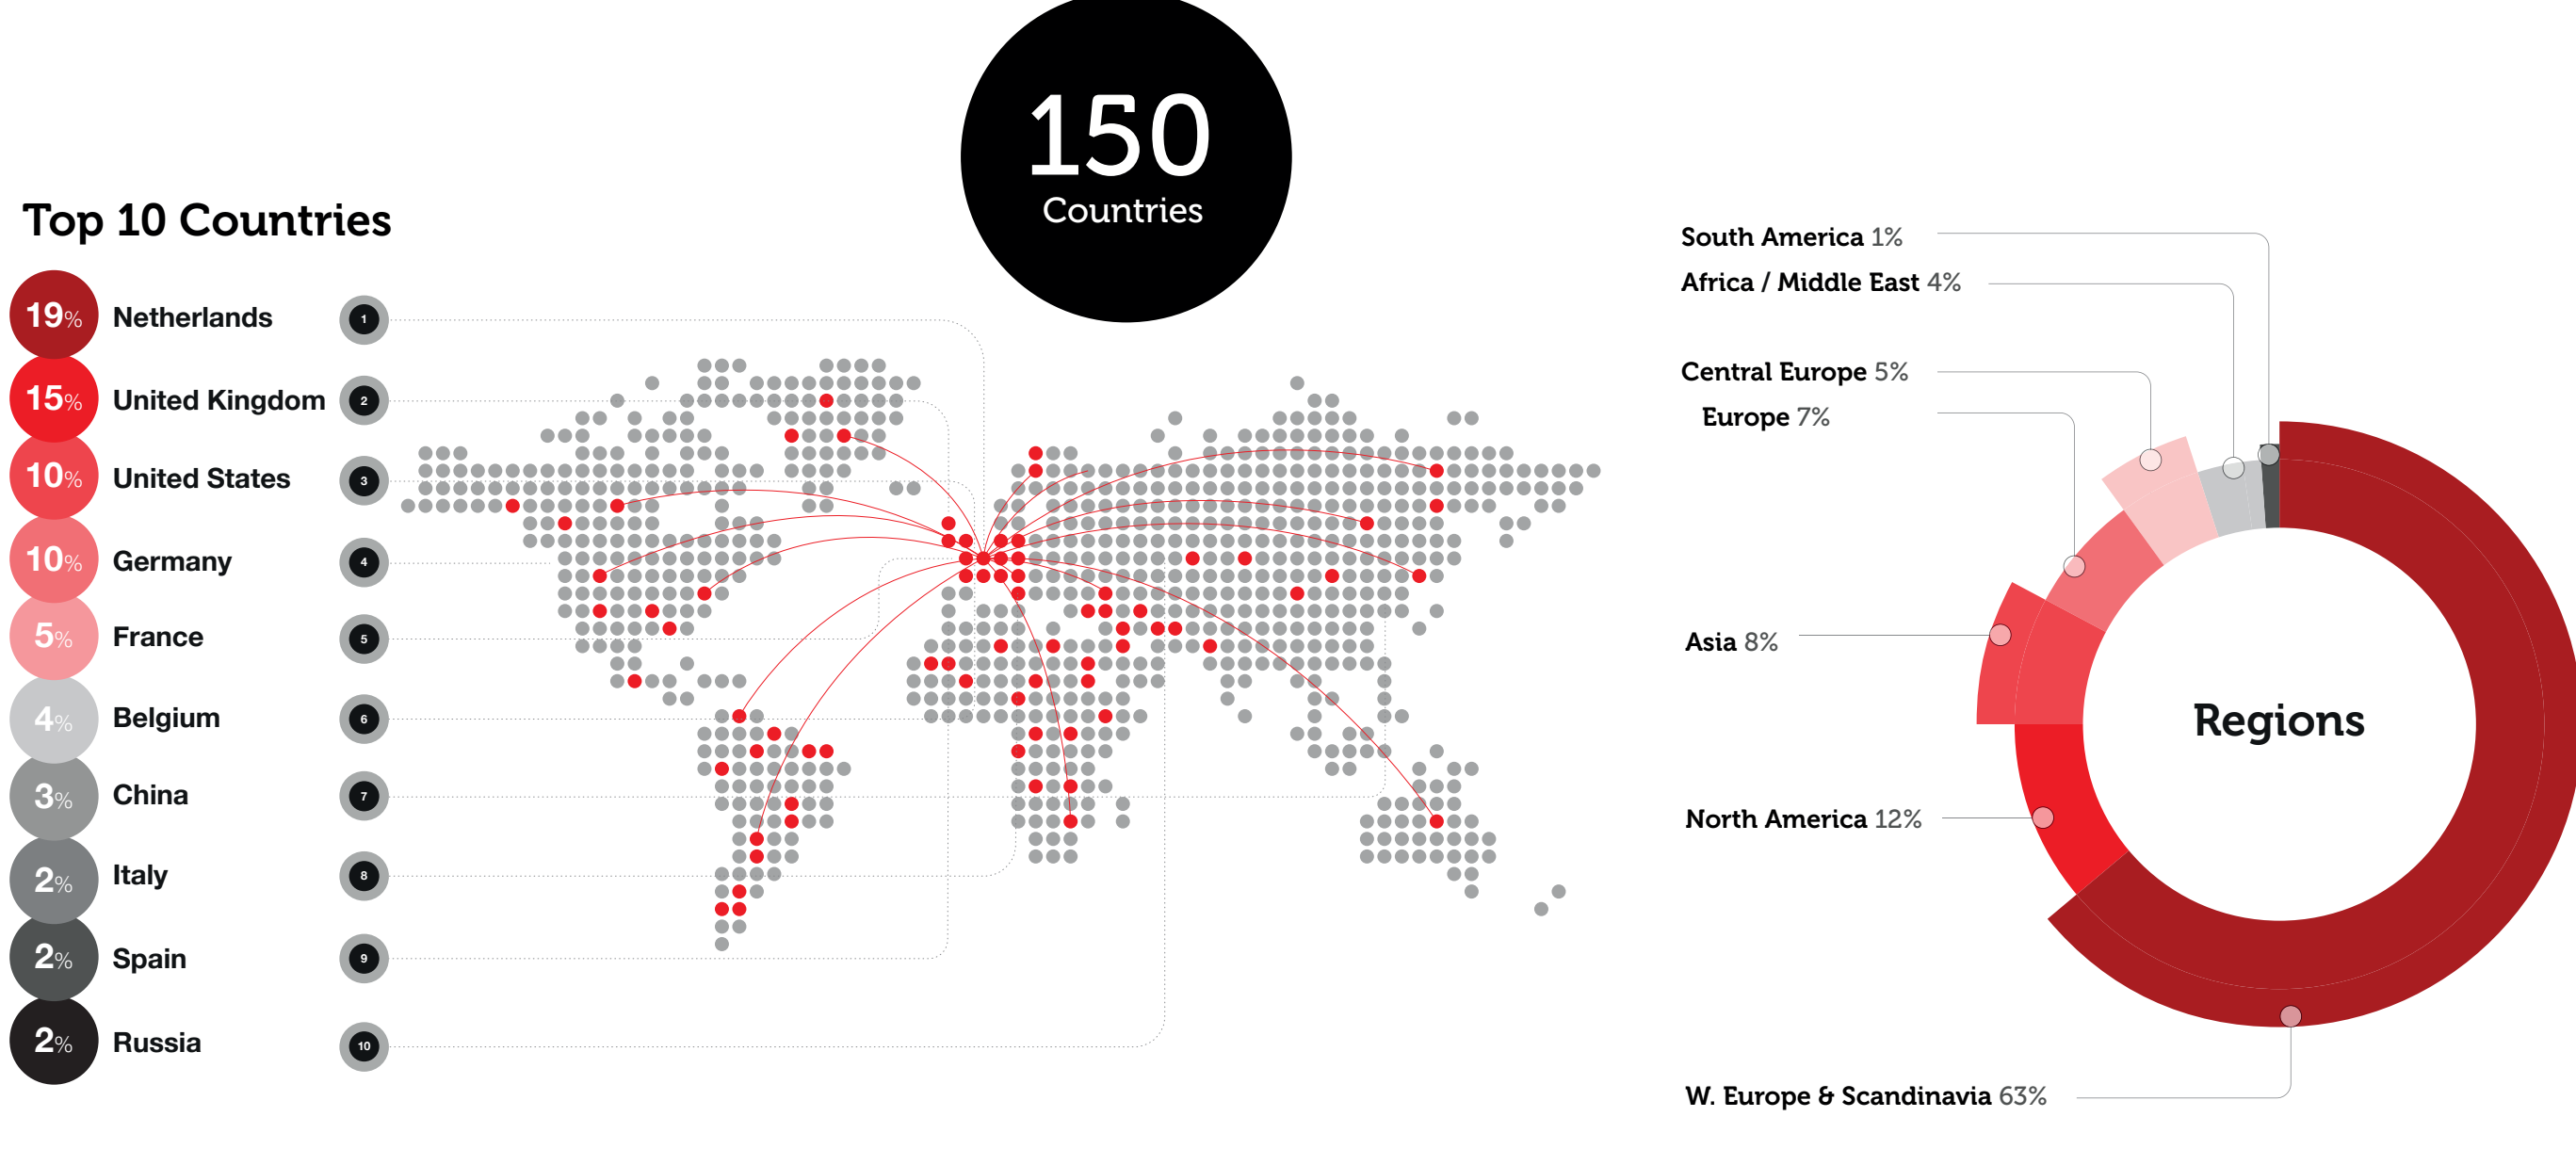 150
Countries
Top 10 Countries
19% Netherlands 1
15% United Kingdom 2
10% United States 3
10% Germany 4
5% France 5
4% Belgium 6
3% China 7
2% Italy 8
2% Spain 9
2% Russia 10
South America 1%
Africa / Middle East 4%
Central Europe 5%
Europe 7%
Asia 8%
North America 12%
W. Europe & Scandinavia 63%
Regions